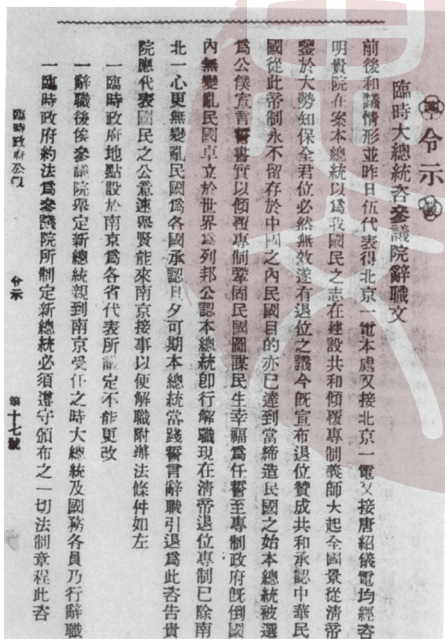 令示
臨時大總統咨參議院辭職文
前後和議情形並昨日伍代表得北京一電本處又接北京一電又接唐紹儀電均經咨
明貴院在案本總統以爲我國民之志在建設共和傾覆專制義師大起全國景從清帝
鑒於大勢知保全君位必然無效遂有退位之議今旣宣布退位贊成共和承認中華民
國從此帝制永不留存於中國之內民國目的亦已達到當締造民國之始本總統被選
爲公僕宣言誓書實以傾覆專制鞏固民國圖謀民生幸福爲任誓至專制政府旣倒國
內無變亂民國卓立於世界爲列邦公認本總統卽行解職現在清帝退位專制已除南
北一心更無變亂民國爲各國承認旦夕可期本總統當踐誓言辭職引退爲此咨告貴
院應代表國民之公意速舉賢能來南京接事以便解職附辦法條件如左
一臨時政府地點設於南京爲各省代表所議定不能更改
一辭職後俟參議院舉定新總統親到南京受任之時大總統及國務各員乃行辭職
一臨時政府約法爲參議院所制定新總統必須遵守頒布之一切法制章程此咨
臨時政府公報
令示
第十七號